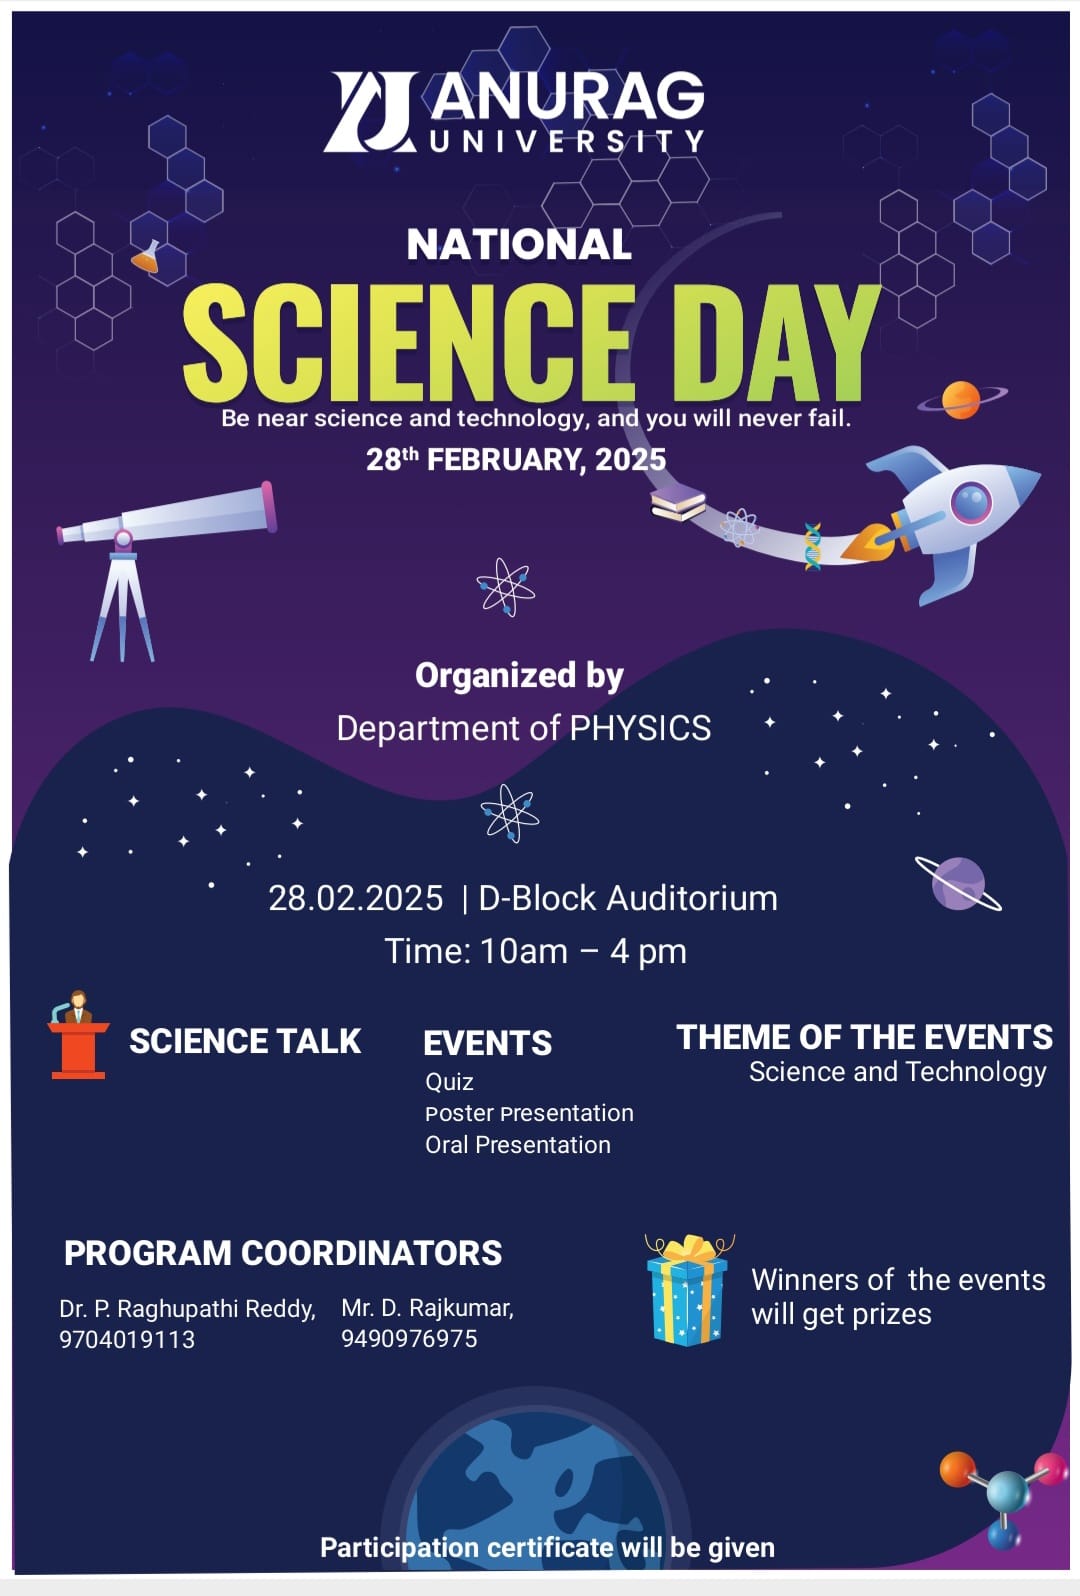 ANURAG
UNIVERSITY
NATIONAL
SCIENCE DAY
Be near science and technology, and you will never fail.
28th FEBRUARY, 2025
Organized by
Department of PHYSICS
28.02.2025 | D-Block Auditorium
Time: 10am – 4 pm
SCIENCE TALK
EVENTS
Quiz
Poster Presentation
Oral Presentation
THEME OF THE EVENTS
Science and Technology
PROGRAM COORDINATORS
Dr. P. Raghupathi Reddy,
9704019113
Mr. D. Rajkumar,
9490976975
Winners of the events
will get prizes
Participation certificate will be given